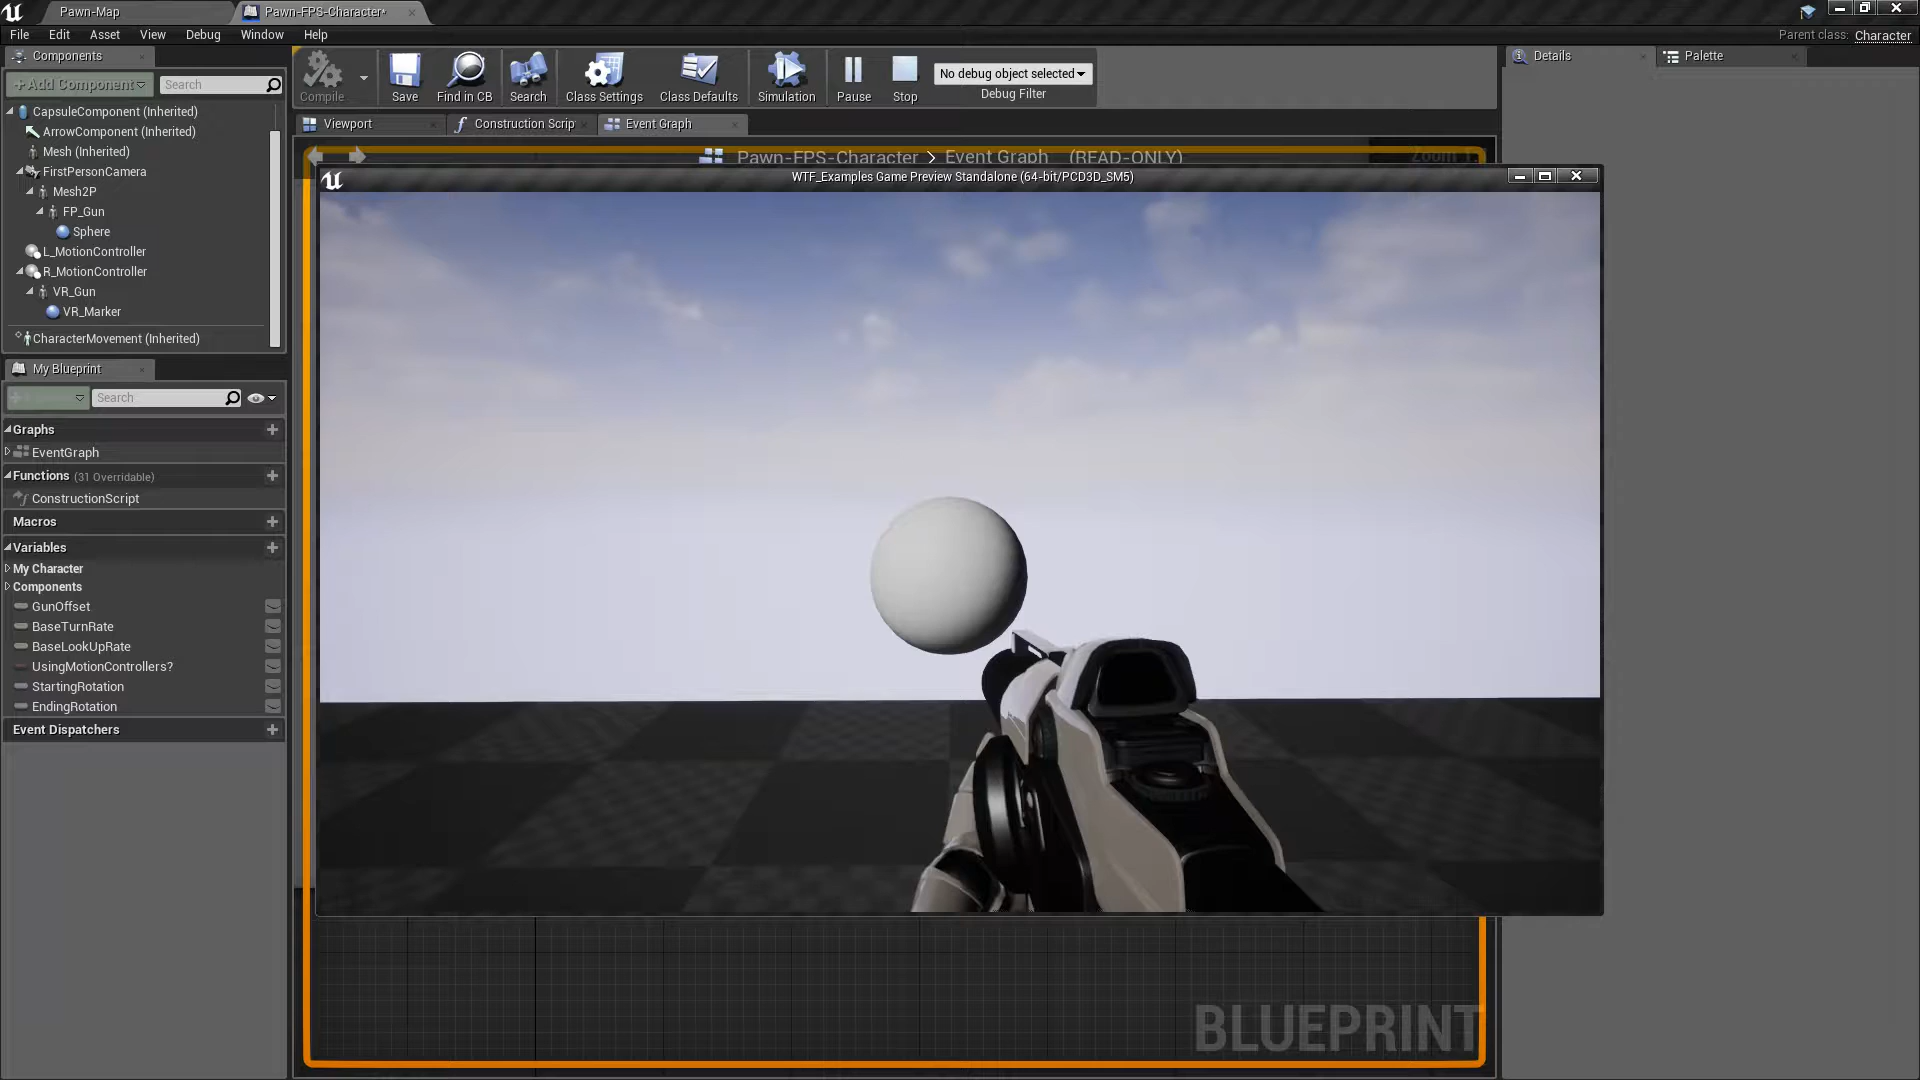 Pawn-Map
Pawn-FPS-Character*
File Edit Asset View Debug Window Help
Parent class: Character
Components
+Add Component
Search
CapsuleComponent (Inherited)
ArrowComponent (Inherited)
Mesh (Inherited)
FirstPersonCamera
Mesh2P
FP_Gun
Sphere
L_MotionController
R_MotionController
VR_Gun
VR_Marker
CharacterMovement (Inherited)
My Blueprint
Search
Graphs
EventGraph
Functions (31 Overridable)
ConstructionScript
Macros
Variables
My Character
Components
GunOffset
BaseTurnRate
BaseLookUpRate
UsingMotionControllers?
StartingRotation
EndingRotation
Event Dispatchers
Compile
Save
Find in CB
Search
Class Settings
Class Defaults
Simulation
Pause
Stop
No debug object selected
Debug Filter
Viewport
Construction Scrip
Event Graph
Pawn-FPS-Character > Event Graph (READ-ONLY)
WTF_Examples Game Preview Standalone (64-bit/PCD3D_SM5)
BLUEPRINT
Details
Palette